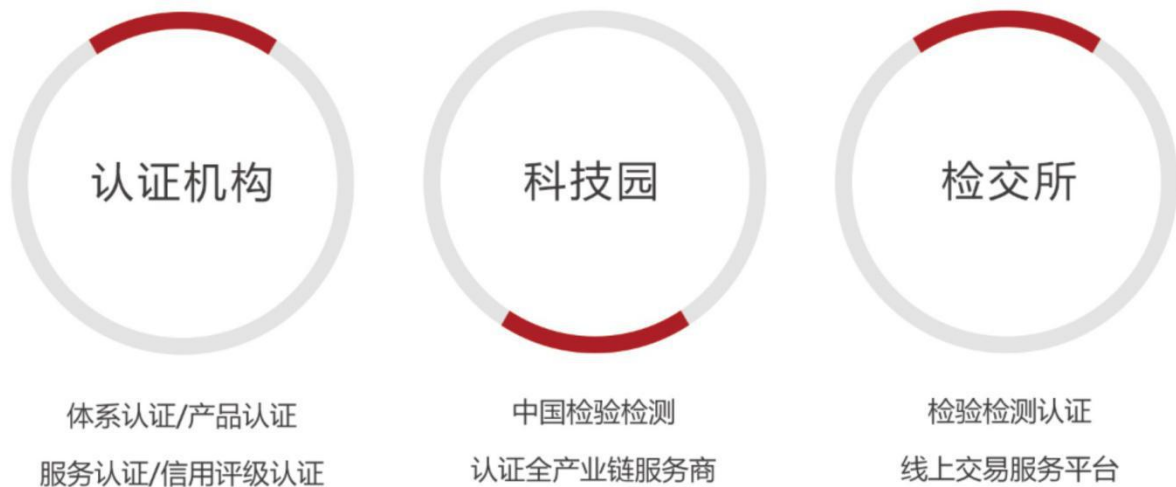 认证机构
体系认证/产品认证
服务认证/信用评级认证
科技园
中国检验检测
认证全产业链服务商
检交所
检验检测认证
线上交易服务平台